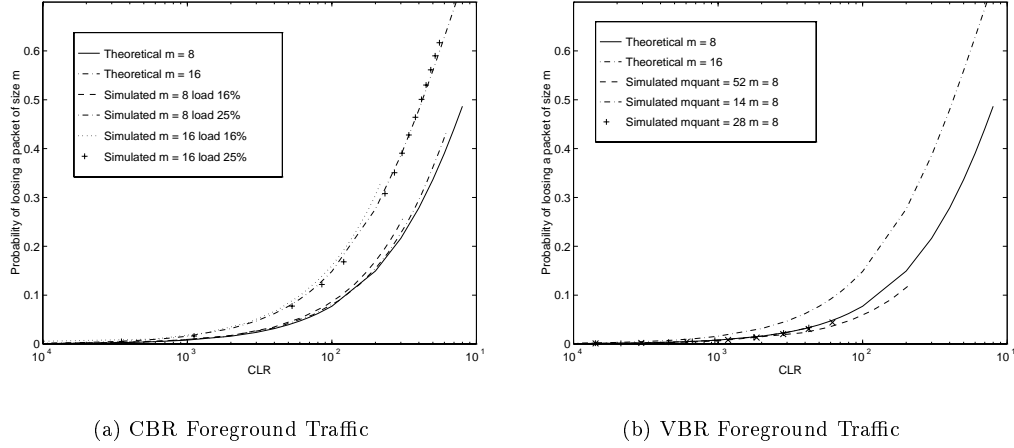 Probability of loosing a packet of size m
0.6
0.5
0.4
0.3
0.2
0.1
0
Theoretical m = 8
Theoretical m = 16
Simulated m = 8 load 16%
Simulated m = 8 load 25%
Simulated m = 16 load 16%
Simulated m = 16 load 25%
10^4 10^3 10^2 10^1
CLR
(a) CBR Foreground Traffic
Probability of loosing a packet of size m
0.6
0.5
0.4
0.3
0.2
0.1
0
Theoretical m = 8
Theoretical m = 16
Simulated mquant = 52 m = 8
Simulated mquant = 14 m = 8
Simulated mquant = 28 m = 8
10^4 10^3 10^2 10^1
CLR
(b) VBR Foreground Traffic